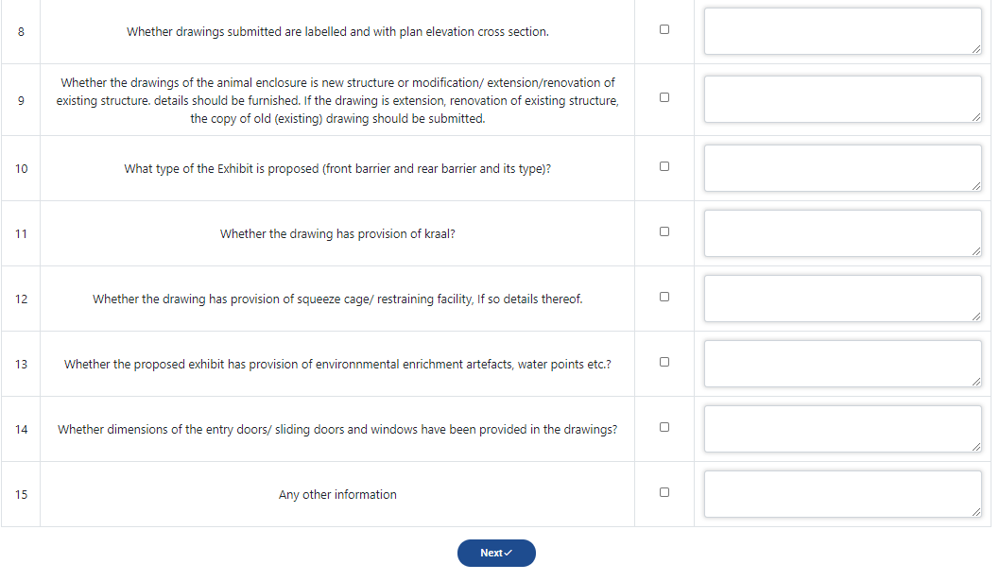 8 Whether drawings submitted are labelled and with plan elevation cross section.
Whether the drawings of the animal enclosure is new structure or modification/ extension/renovation of
9 existing structure. details should be furnished. If the drawing is extension, renovation of existing structure,
the copy of old (existing) drawing should be submitted.
10 What type of the Exhibit is proposed (front barrier and rear barrier and its type)?
11 Whether the drawing has provision of kraal?
12 Whether the drawing has provision of squeeze cage/ restraining facility, If so details thereof.
13 Whether the proposed exhibit has provision of environnmental enrichment artefacts, water points etc.?
14 Whether dimensions of the entry doors/ sliding doors and windows have been provided in the drawings?
15 Any other information
Next✓